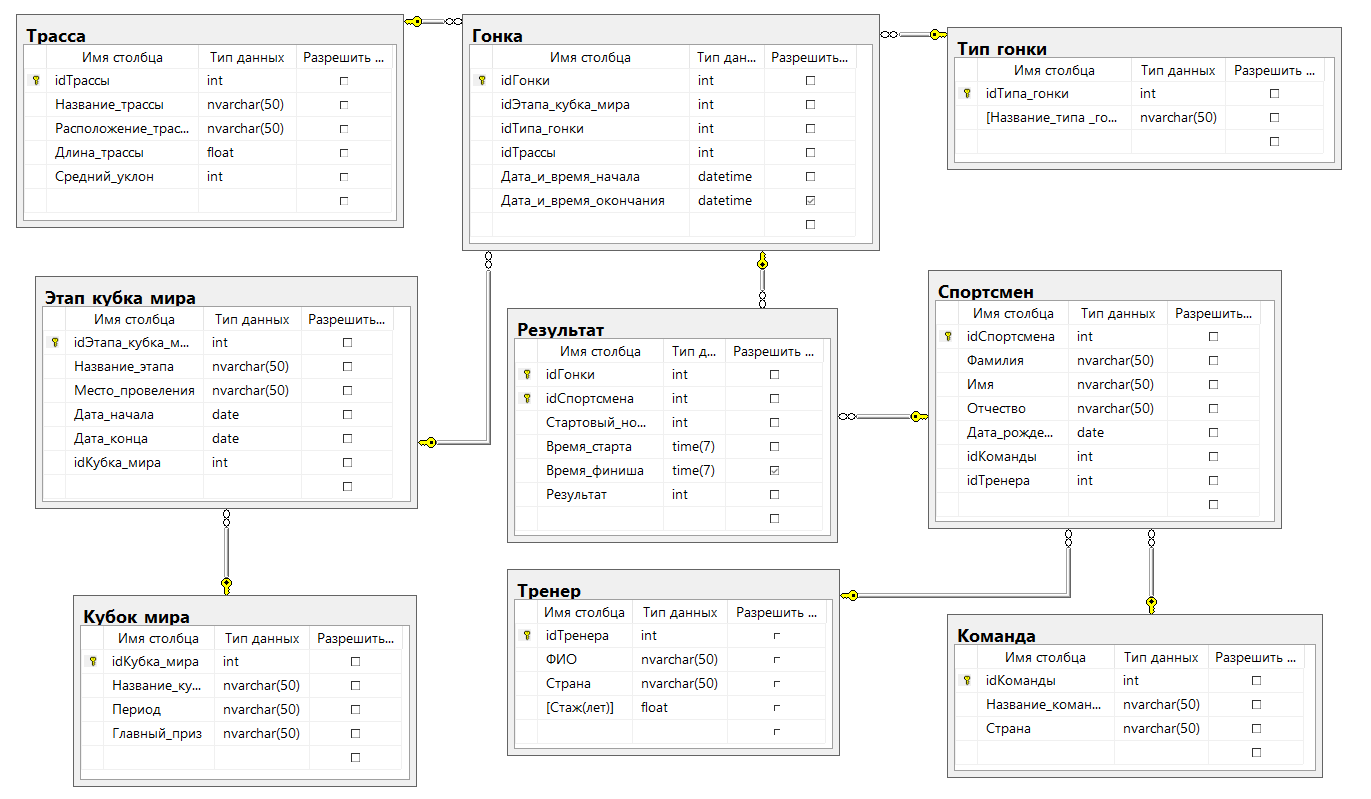 Трасса
Имя столбца Тип данных Разрешить ...
idТрассы int
Название_трассы nvarchar(50)
Расположение_трас... nvarchar(50)
Длина_трассы float
Средний_уклон int
Гонка
Имя столбца Тип дан... Разрешить...
idГонки int
idЭтапа_кубка_мира int
idТипа_гонки int
idТрассы int
Дата_и_время_начала datetime
Дата_и_время_окончания datetime
Тип гонки
Имя столбца Тип данных Разрешить ...
idТипа_гонки int
[Название_типа _го... nvarchar(50)
Этап кубка мира
Имя столбца Тип данных Разрешить...
idЭтапа_кубка_м... int
Название_этапа nvarchar(50)
Место_провеления nvarchar(50)
Дата_начала date
Дата_конца date
idКубка_мира int
Результат
Имя столбца Тип д... Разрешить ...
idГонки int
idСпортсмена int
Стартовый_но... int
Время_старта time(7)
Время_финиша time(7)
Результат int
Спортсмен
Имя столбца Тип данных Разрешить...
idСпортсмена int
Фамилия nvarchar(50)
Имя nvarchar(50)
Отчество nvarchar(50)
Дата_рожде... date
idКоманды int
idТренера int
Кубок мира
Имя столбца Тип данных Разрешить...
idКубка_мира int
Название_ку... nvarchar(50)
Период nvarchar(50)
Главный_приз nvarchar(50)
Тренер
Имя столбца Тип данных Разрешить ...
idТренера int
ФИО nvarchar(50)
Страна nvarchar(50)
[Стаж(лет)] float
Команда
Имя столбца Тип данных Разрешить ...
idКоманды int
Название_коман... nvarchar(50)
Страна nvarchar(50)